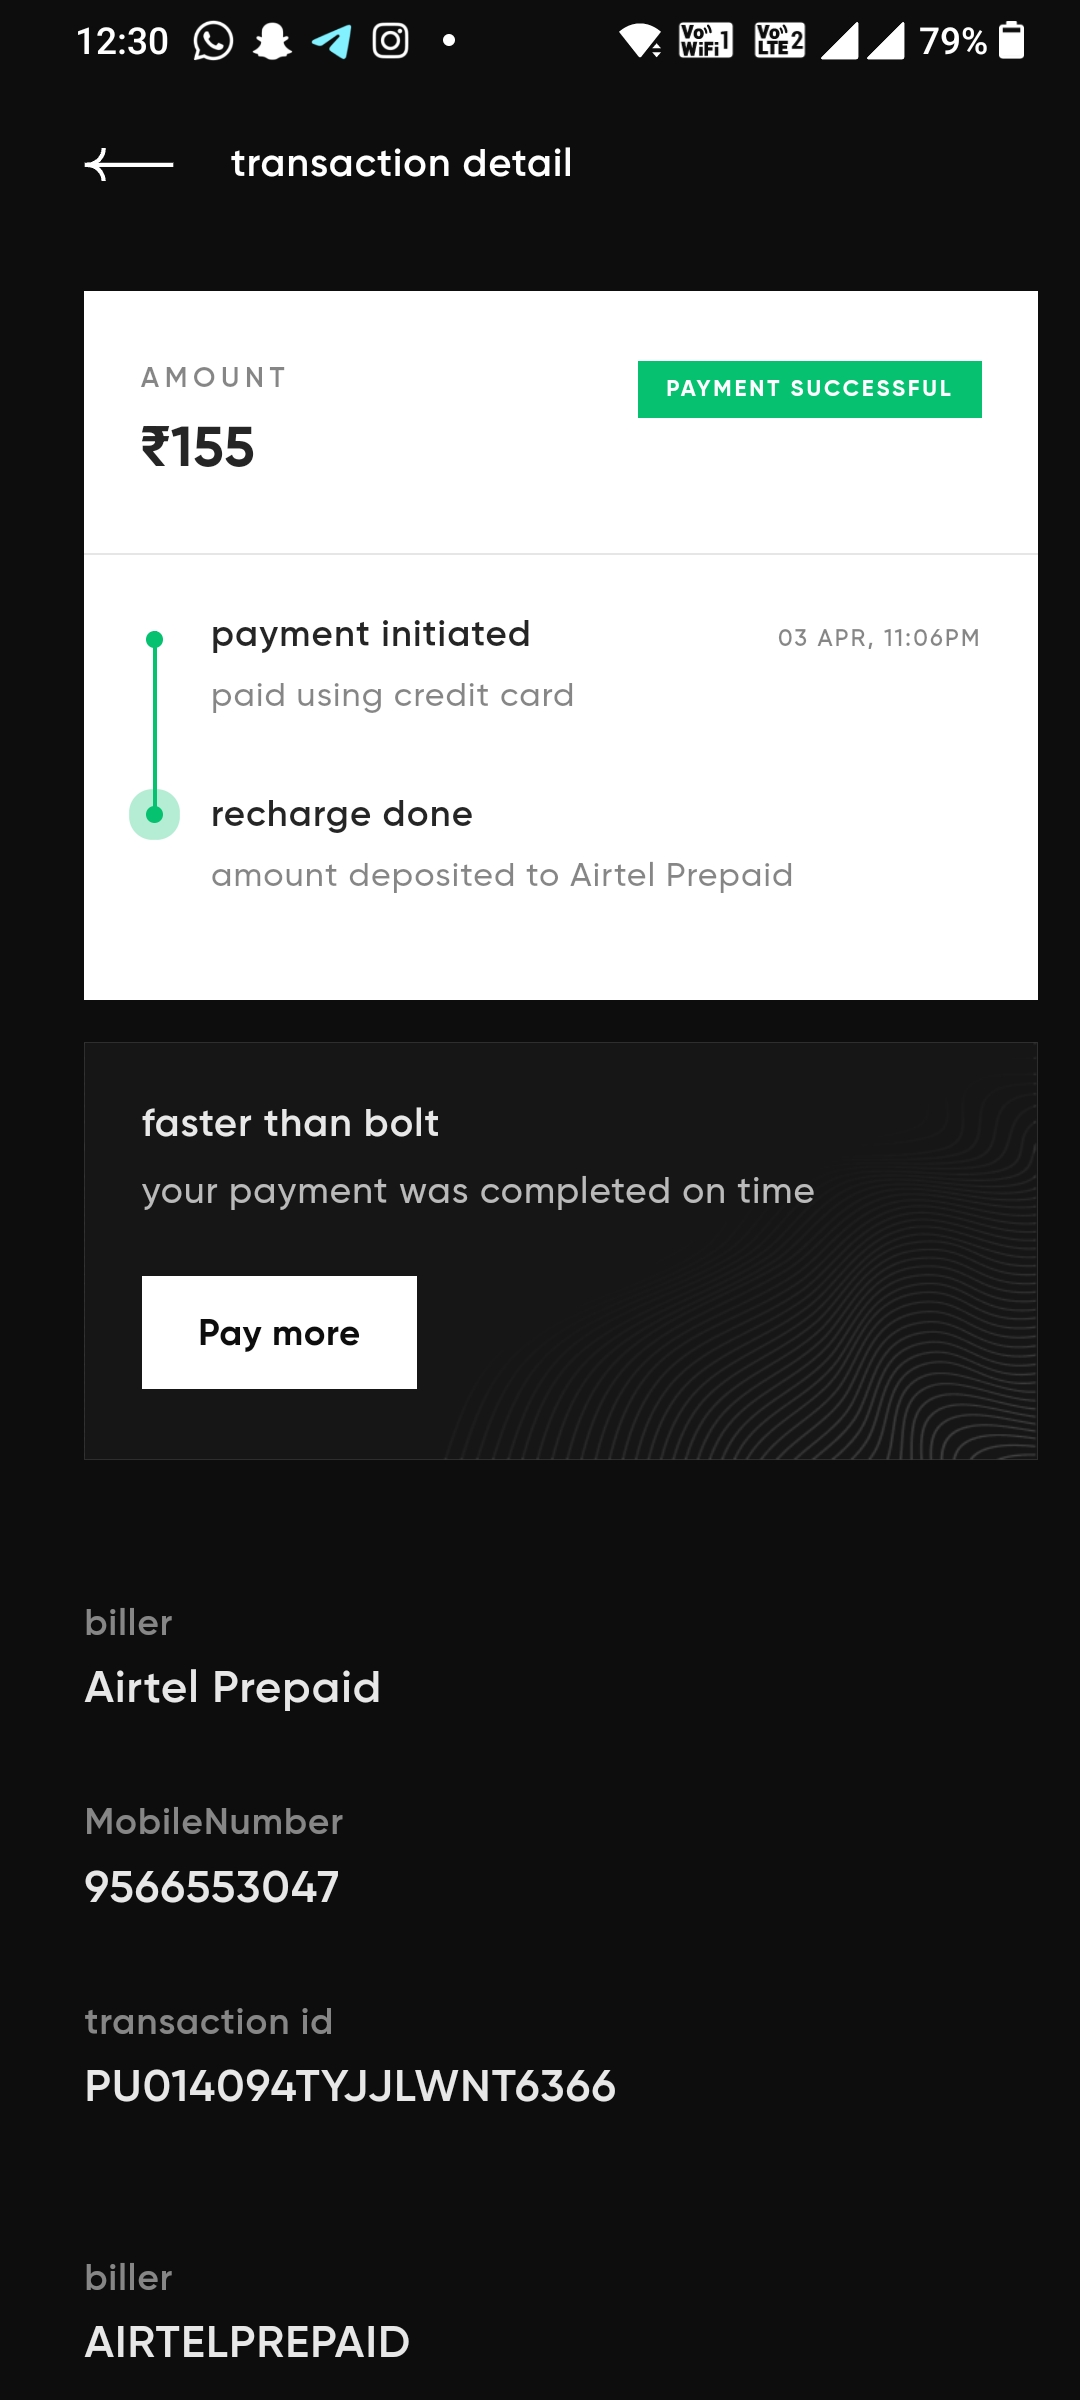 12:30
Vo)) WiFi 1
Vo)) LTE 2
79%
transaction detail
AMOUNT
PAYMENT SUCCESSFUL
₹155
payment initiated
03 APR, 11:06PM
paid using credit card
recharge done
amount deposited to Airtel Prepaid
faster than bolt
your payment was completed on time
Pay more
biller
Airtel Prepaid
MobileNumber
9566553047
transaction id
PU014094TYJJLWNT6366
biller
AIRTELPREPAID